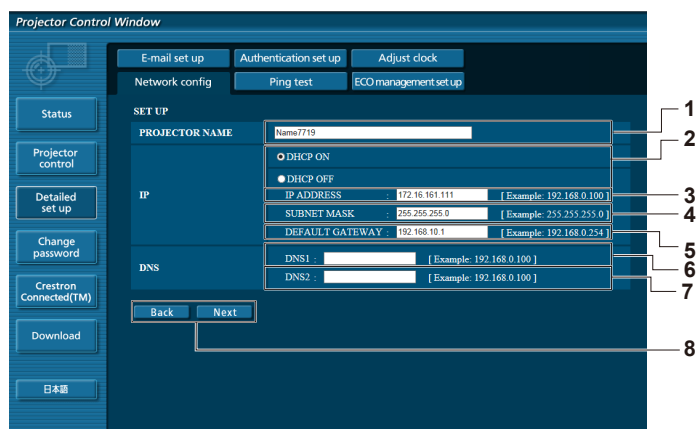 Projector Control Window
E-mail set up
Authentication set up
Adjust clock
Network config
Ping test
ECO management set up
Status
Projector
control
Detailed
set up
Change
password
Crestron
Connected(TM)
Download
日本語
SET UP
PROJECTOR NAME
Name7719
IP
DHCP ON
DHCP OFF
IP ADDRESS : 172.16.161.111 [ Example: 192.168.0.100 ]
SUBNET MASK : 255.255.255.0 [ Example: 255.255.255.0 ]
DEFAULT GATEWAY : 192.168.10.1 [ Example: 192.168.0.254 ]
DNS
DNS1 : [ Example: 192.168.0.100 ]
DNS2 : [ Example: 192.168.0.100 ]
Back
Next
1
2
3
4
5
6
7
8